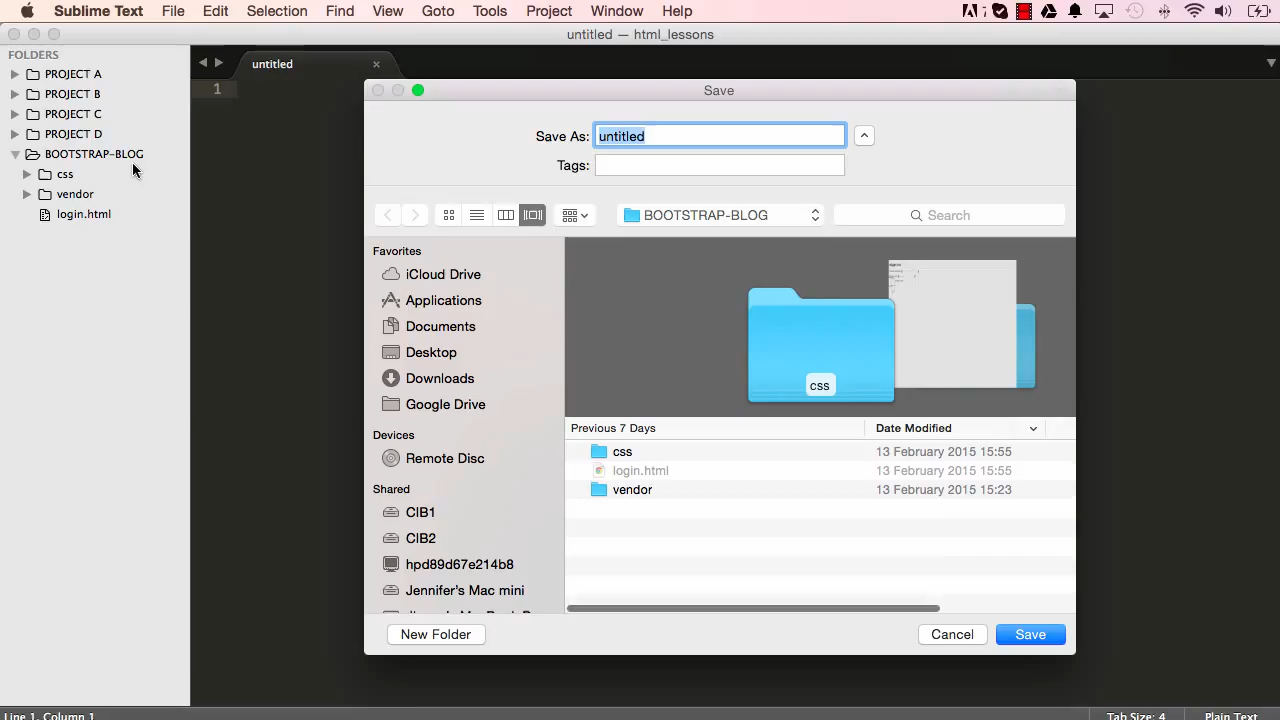 Sublime Text File Edit Selection Find View Goto Tools Project Window Help 7
untitled — html_lessons
FOLDERS
PROJECT A
PROJECT B
PROJECT C
PROJECT D
BOOTSTRAP-BLOG
css
vendor
login.html
untitled
1
Save
Save As: untitled
Tags:
BOOTSTRAP-BLOG
Search
Favorites
iCloud Drive
Applications
Documents
Desktop
Downloads
Google Drive
Devices
Remote Disc
Shared
CIB1
CIB2
hpd89d67e214b8
Jennifer's Mac mini
css
Previous 7 Days Date Modified
css 13 February 2015 15:55
login.html 13 February 2015 15:55
vendor 13 February 2015 15:23
New Folder Cancel Save
Line 1, Column 1 Tab Size: 4 Plain Text